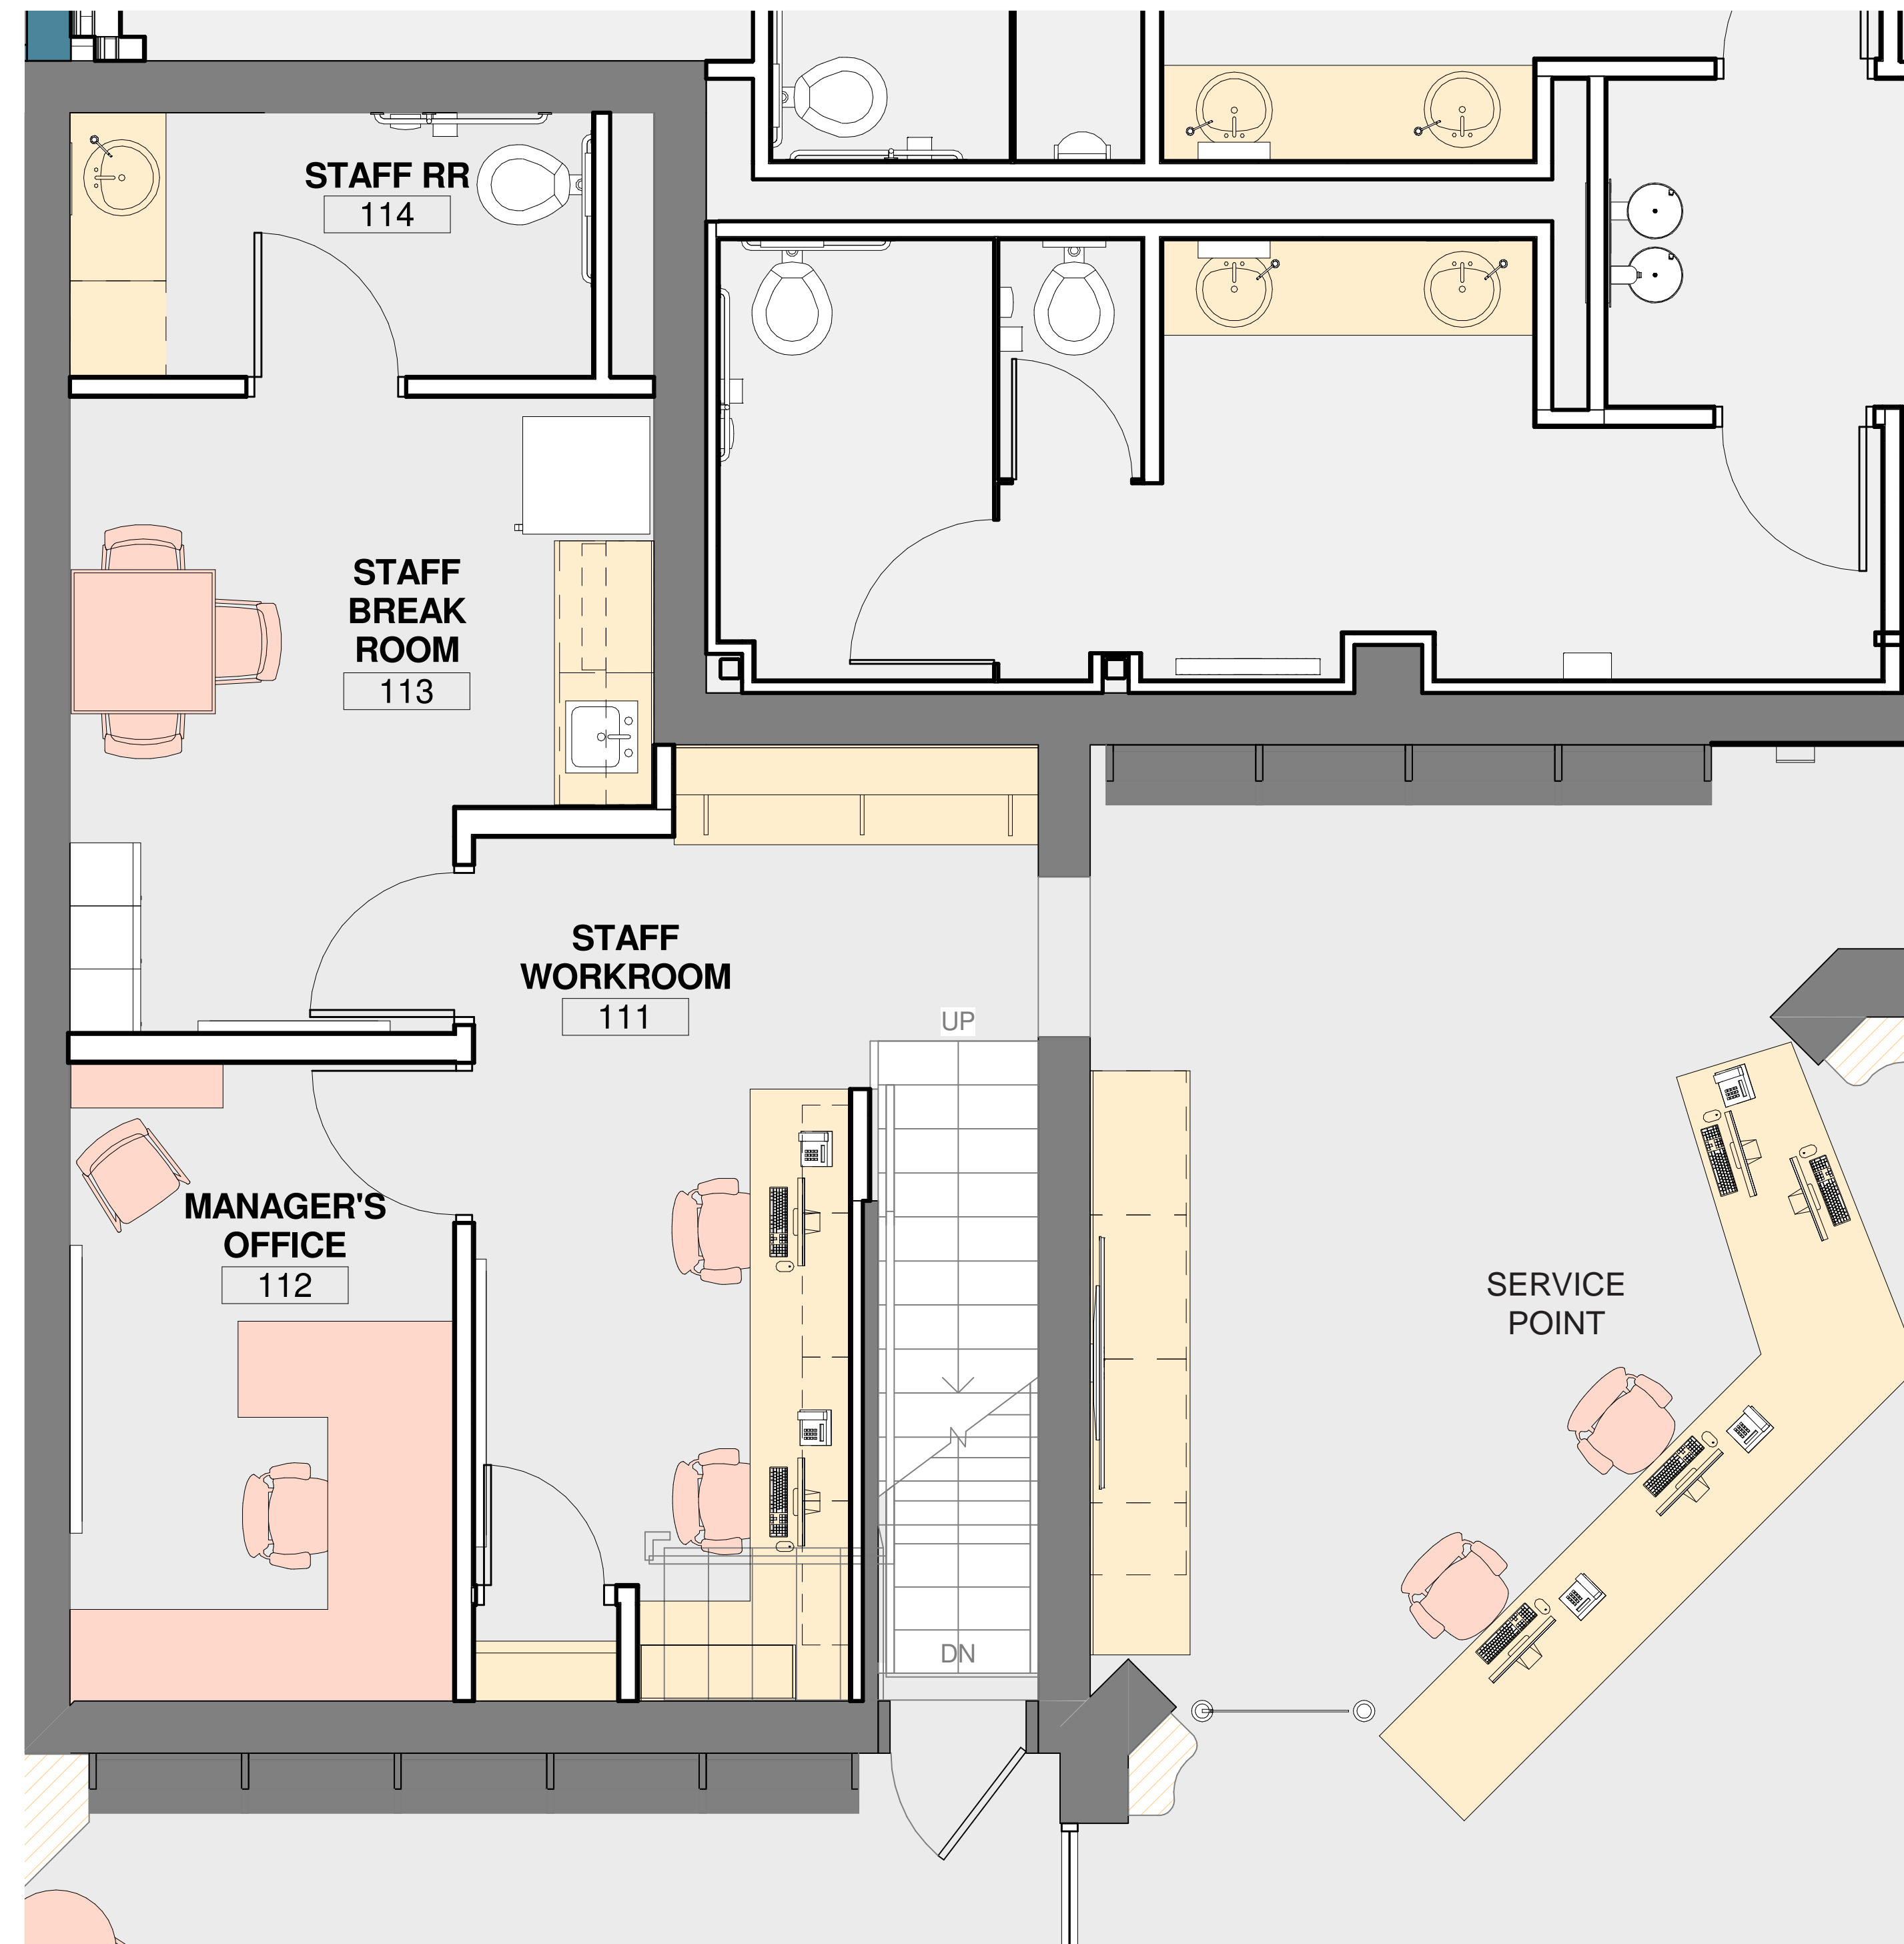 STAFF RR
114
STAFF
BREAK
ROOM
113
STAFF
WORKROOM
111
UP
MANAGER'S
OFFICE
112
SERVICE
POINT
DN